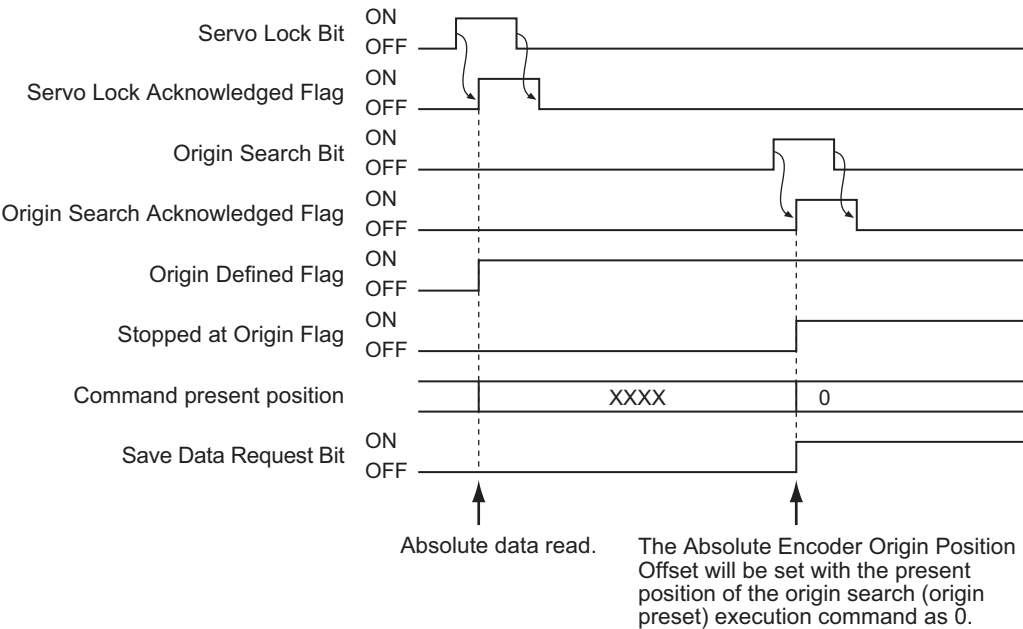 ON
Servo Lock Bit
OFF
ON
Servo Lock Acknowledged Flag
OFF
ON
Origin Search Bit
OFF
ON
Origin Search Acknowledged Flag
OFF
ON
Origin Defined Flag
OFF
ON
Stopped at Origin Flag
OFF
Command present position XXXX 0
ON
Save Data Request Bit
OFF
Absolute data read.
The Absolute Encoder Origin Position
Offset will be set with the present
position of the origin search (origin
preset) execution command as 0.